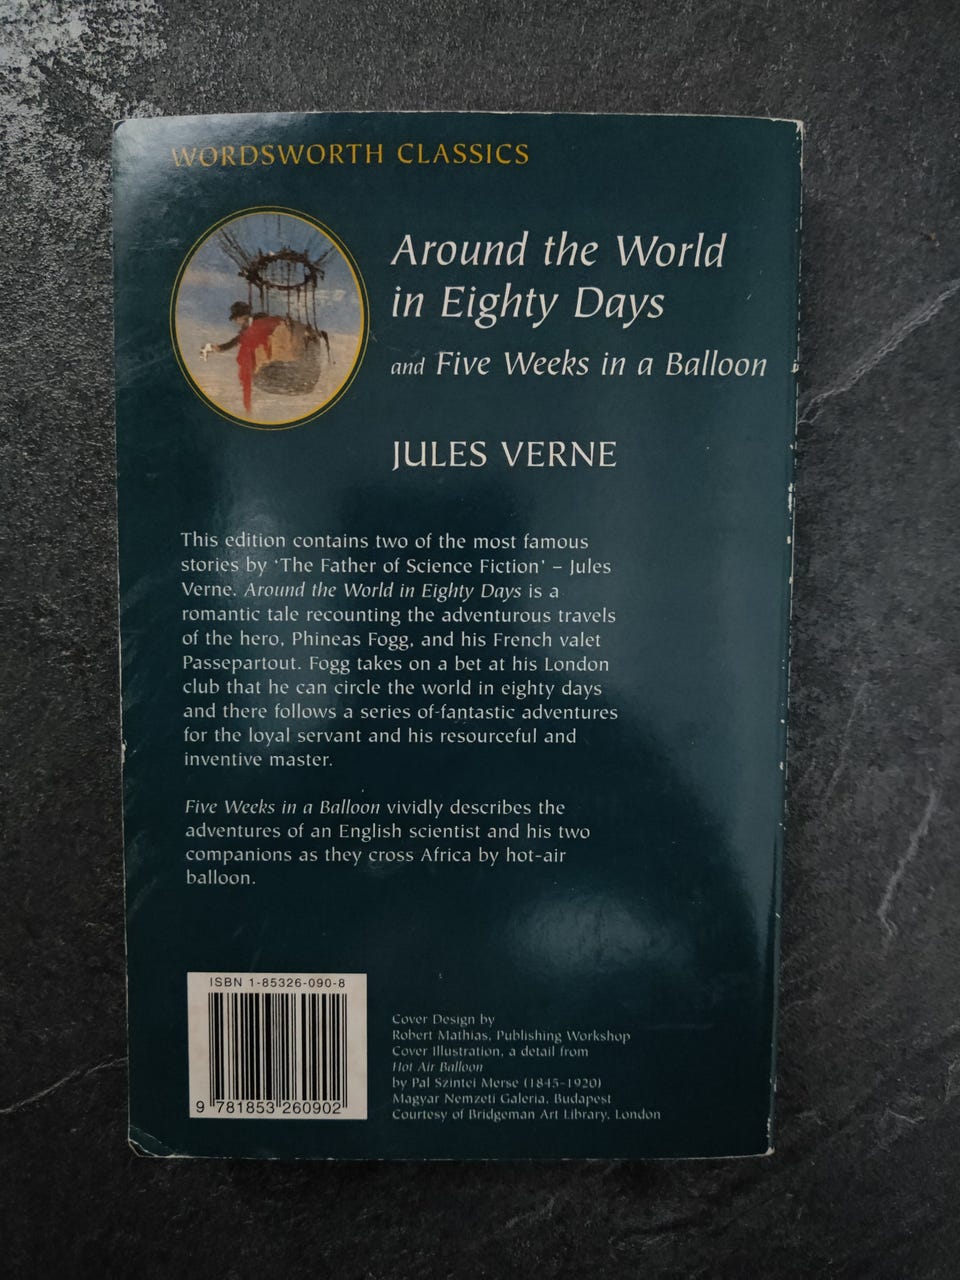 WORDSWORTH CLASSICS
Around the World
in Eighty Days
and Five Weeks in a Balloon
JULES VERNE
This edition contains two of the most famous
stories by ‘The Father of Science Fiction’ – Jules
Verne. Around the World in Eighty Days is a
romantic tale recounting the adventurous travels
of the hero, Phineas Fogg, and his French valet
Passepartout. Fogg takes on a bet at his London
club that he can circle the world in eighty days
and there follows a series of fantastic adventures
for the loyal servant and his resourceful and
inventive master.
Five Weeks in a Balloon vividly describes the
adventures of an English scientist and his two
companions as they cross Africa by hot-air
balloon.
ISBN 1-85326-090-8
9 781853 260902
Cover Design by
Robert Mathias, Publishing Workshop
Cover Illustration, a detail from
Hot Air Balloon
by Pal Szintei Merse (1845-1920)
Magyar Nemzeti Galeria, Budapest
Courtesy of Bridgeman Art Library, London